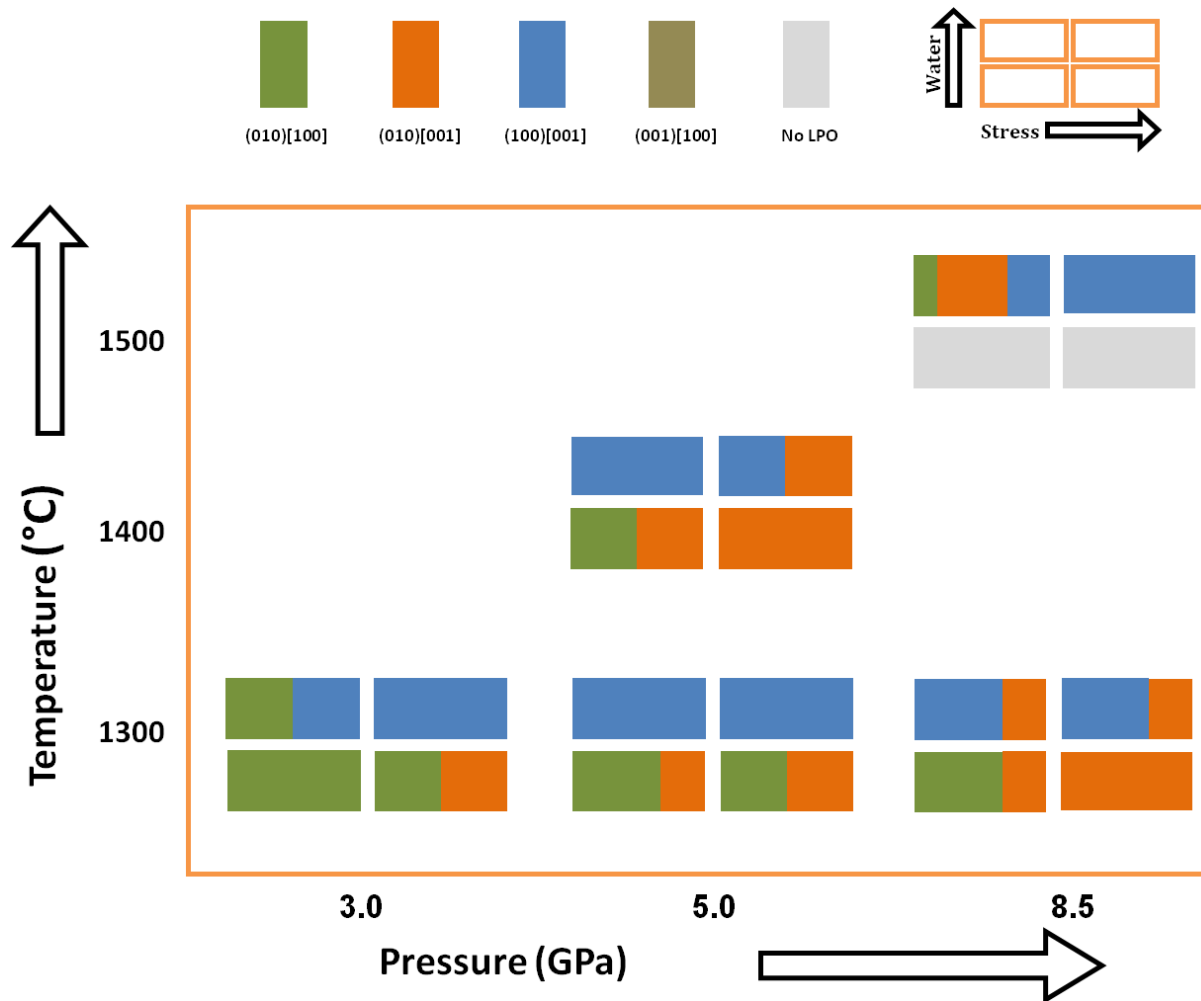 Water
Stress
(010)[100]
(010)[001]
(100)[001]
(001)[100]
No LPO
Temperature (°C)
1500
1400
1300
3.0
5.0
8.5
Pressure (GPa)